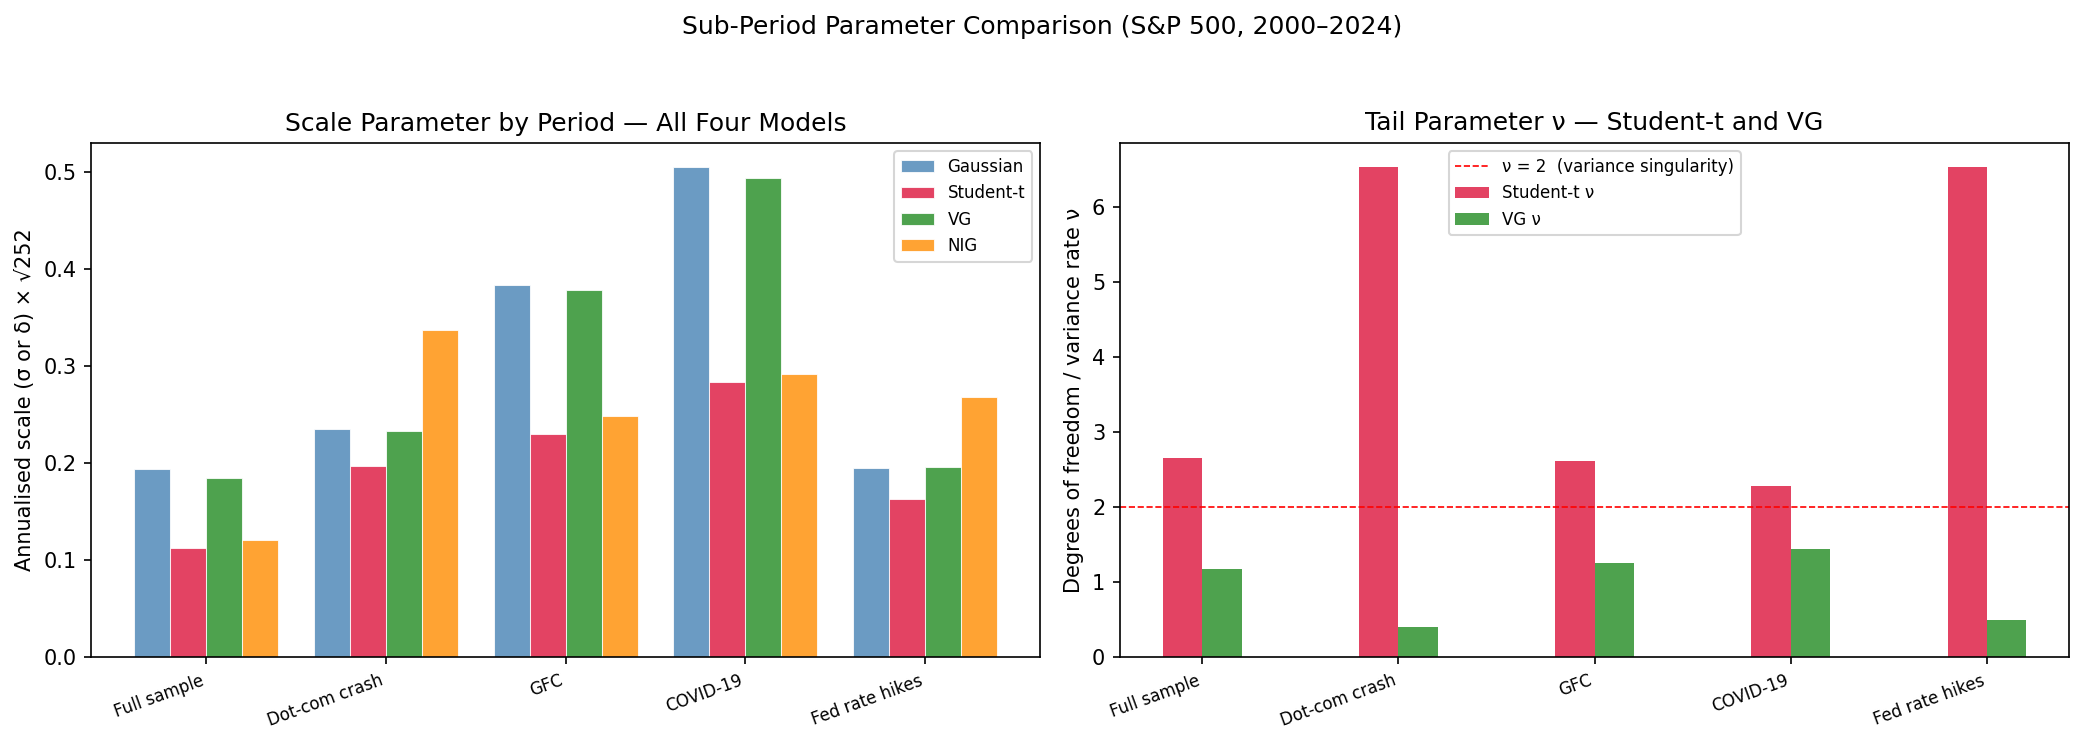 Sub-Period Parameter Comparison (S&P 500, 2000–2024)
Scale Parameter by Period — All Four Models
Annualised scale (σ or δ) × √252
0.5
0.4
0.3
0.2
0.1
0.0
Gaussian
Student-t
VG
NIG
Full sample
Dot-com crash
GFC
COVID-19
Fed rate hikes
Tail Parameter ν — Student-t and VG
Degrees of freedom / variance rate ν
6
5
4
3
2
1
0
ν = 2 (variance singularity)
Student-t ν
VG ν
Full sample
Dot-com crash
GFC
COVID-19
Fed rate hikes